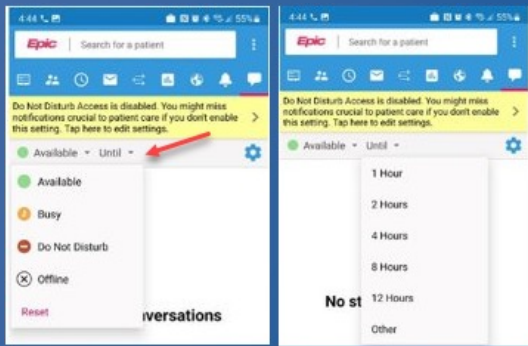 4:44
55%
Epic
Search for a patient
Do Not Disturb Access is disabled. You might miss
notifications crucial to patient care if you don't enable
this setting. Tap here to edit settings.
Available Until
Available
Busy
Do Not Disturb
Offline
Reset
versations
4:44
55%
Epic
Search for a patient
Do Not Disturb Access is disabled. You might miss
notifications crucial to patient care if you don't enable
this setting. Tap here to edit settings.
Available Until
1 Hour
2 Hours
4 Hours
8 Hours
12 Hours
Other
No st